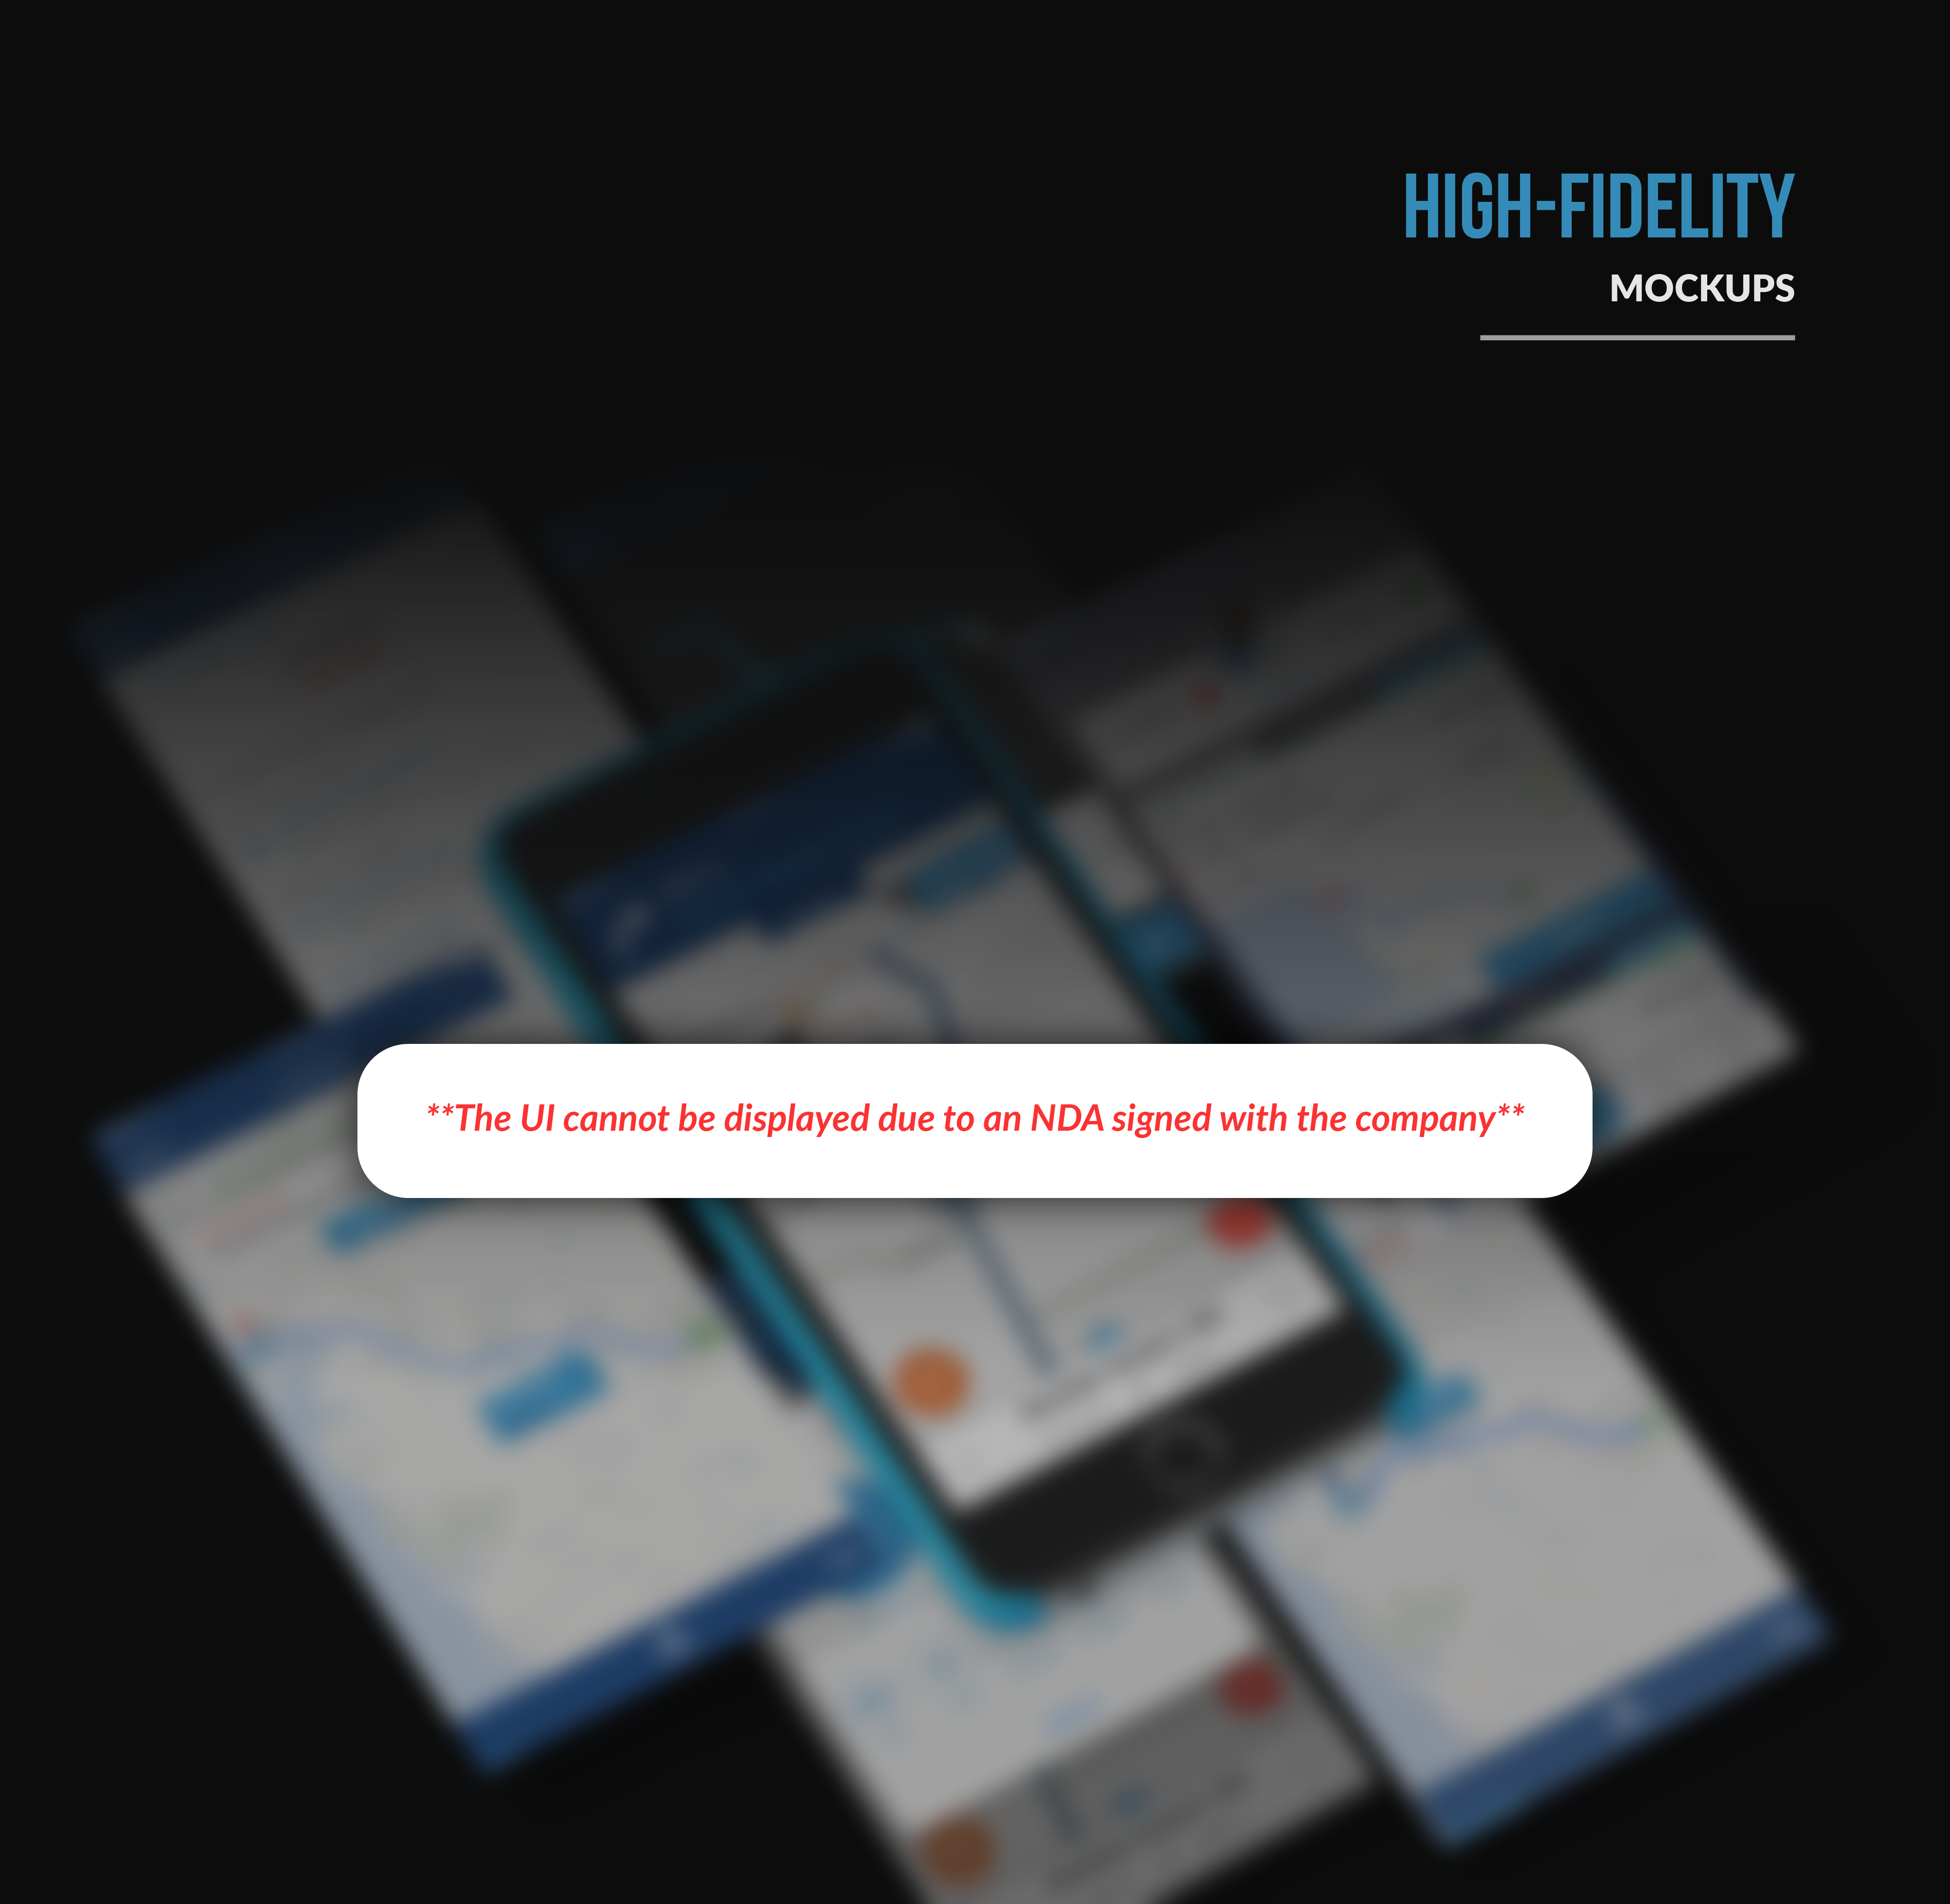 HIGH-FIDELITY
MOCKUPS
**The UI cannot be displayed due to an NDA signed with the company**